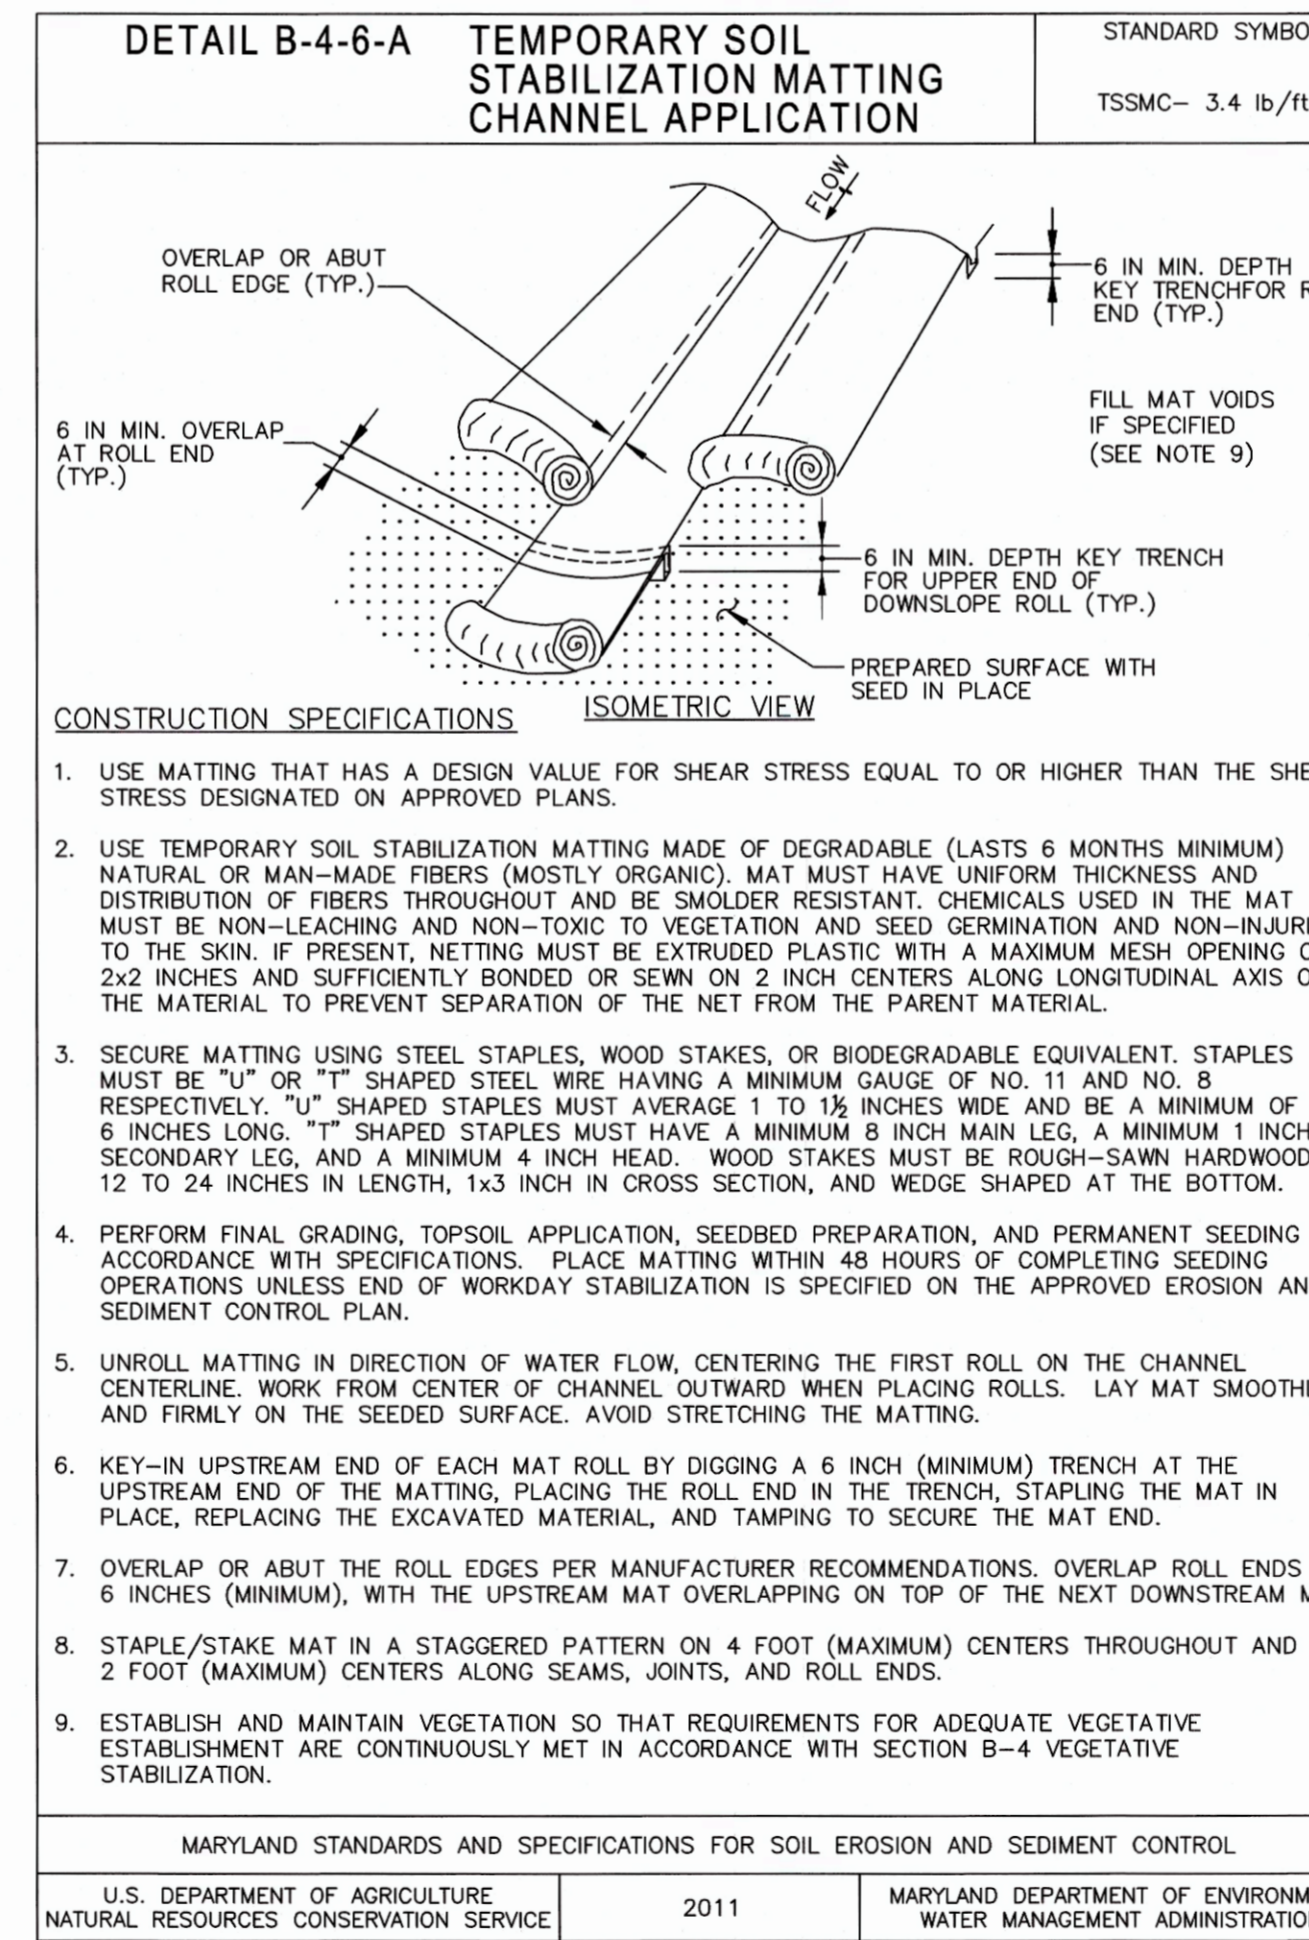 DETAIL B-4-6-A TEMPORARY SOIL
STABILIZATION MATTING
CHANNEL APPLICATION
STANDARD SYMBO
TSSMC- 3.4 lb/ft
FLOW
OVERLAP OR ABUT
ROLL EDGE (TYP.)
6 IN MIN. DEPTH
KEY TRENCHFOR R
END (TYP.)
6 IN MIN. OVERLAP
AT ROLL END
(TYP.)
FILL MAT VOIDS
IF SPECIFIED
(SEE NOTE 9)
6 IN MIN. DEPTH KEY TRENCH
FOR UPPER END OF
DOWNSLOPE ROLL (TYP.)
PREPARED SURFACE WITH
SEED IN PLACE
ISOMETRIC VIEW
CONSTRUCTION SPECIFICATIONS
1. USE MATTING THAT HAS A DESIGN VALUE FOR SHEAR STRESS EQUAL TO OR HIGHER THAN THE SHE
STRESS DESIGNATED ON APPROVED PLANS.
2. USE TEMPORARY SOIL STABILIZATION MATTING MADE OF DEGRADABLE (LASTS 6 MONTHS MINIMUM)
NATURAL OR MAN-MADE FIBERS (MOSTLY ORGANIC). MAT MUST HAVE UNIFORM THICKNESS AND
DISTRIBUTION OF FIBERS THROUGHOUT AND BE SMOLDER RESISTANT. CHEMICALS USED IN THE MAT
MUST BE NON-LEACHING AND NON-TOXIC TO VEGETATION AND SEED GERMINATION AND NON-INJURI
TO THE SKIN. IF PRESENT, NETTING MUST BE EXTRUDED PLASTIC WITH A MAXIMUM MESH OPENING O
2x2 INCHES AND SUFFICIENTLY BONDED OR SEWN ON 2 INCH CENTERS ALONG LONGITUDINAL AXIS O
THE MATERIAL TO PREVENT SEPARATION OF THE NET FROM THE PARENT MATERIAL.
3. SECURE MATTING USING STEEL STAPLES, WOOD STAKES, OR BIODEGRADABLE EQUIVALENT. STAPLES
MUST BE "U" OR "T" SHAPED STEEL WIRE HAVING A MINIMUM GAUGE OF NO. 11 AND NO. 8
RESPECTIVELY. "U" SHAPED STAPLES MUST AVERAGE 1 TO 1½ INCHES WIDE AND BE A MINIMUM OF
6 INCHES LONG. "T" SHAPED STAPLES MUST HAVE A MINIMUM 8 INCH MAIN LEG, A MINIMUM 1 INCH
SECONDARY LEG, AND A MINIMUM 4 INCH HEAD. WOOD STAKES MUST BE ROUGH-SAWN HARDWOOD
12 TO 24 INCHES IN LENGTH, 1x3 INCH IN CROSS SECTION, AND WEDGE SHAPED AT THE BOTTOM.
4. PERFORM FINAL GRADING, TOPSOIL APPLICATION, SEEDBED PREPARATION, AND PERMANENT SEEDING
ACCORDANCE WITH SPECIFICATIONS. PLACE MATTING WITHIN 48 HOURS OF COMPLETING SEEDING
OPERATIONS UNLESS END OF WORKDAY STABILIZATION IS SPECIFIED ON THE APPROVED EROSION AN
SEDIMENT CONTROL PLAN.
5. UNROLL MATTING IN DIRECTION OF WATER FLOW, CENTERING THE FIRST ROLL ON THE CHANNEL
CENTERLINE. WORK FROM CENTER OF CHANNEL OUTWARD WHEN PLACING ROLLS. LAY MAT SMOOTHL
AND FIRMLY ON THE SEEDED SURFACE. AVOID STRETCHING THE MATTING.
6. KEY-IN UPSTREAM END OF EACH MAT ROLL BY DIGGING A 6 INCH (MINIMUM) TRENCH AT THE
UPSTREAM END OF THE MATTING, PLACING THE ROLL END IN THE TRENCH, STAPLING THE MAT IN
PLACE, REPLACING THE EXCAVATED MATERIAL, AND TAMPING TO SECURE THE MAT END.
7. OVERLAP OR ABUT THE ROLL EDGES PER MANUFACTURER RECOMMENDATIONS. OVERLAP ROLL ENDS
6 INCHES (MINIMUM), WITH THE UPSTREAM MAT OVERLAPPING ON TOP OF THE NEXT DOWNSTREAM M
8. STAPLE/STAKE MAT IN A STAGGERED PATTERN ON 4 FOOT (MAXIMUM) CENTERS THROUGHOUT AND
2 FOOT (MAXIMUM) CENTERS ALONG SEAMS, JOINTS, AND ROLL ENDS.
9. ESTABLISH AND MAINTAIN VEGETATION SO THAT REQUIREMENTS FOR ADEQUATE VEGETATIVE
ESTABLISHMENT ARE CONTINUOUSLY MET IN ACCORDANCE WITH SECTION B-4 VEGETATIVE
STABILIZATION.
MARYLAND STANDARDS AND SPECIFICATIONS FOR SOIL EROSION AND SEDIMENT CONTROL
U.S. DEPARTMENT OF AGRICULTURE
NATURAL RESOURCES CONSERVATION SERVICE
2011
MARYLAND DEPARTMENT OF ENVIRONM
WATER MANAGEMENT ADMINISTRATIO